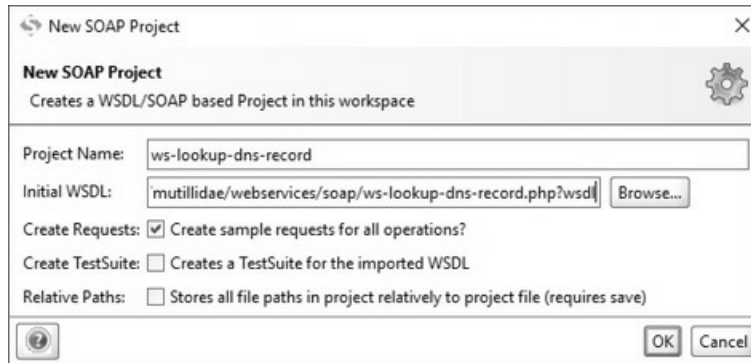 New SOAP Project
New SOAP Project
Creates a WSDL/SOAP based Project in this workspace
Project Name: ws-lookup-dns-record
Initial WSDL: mutillidae/webservices/soap/ws-lookup-dns-record.php?wsdl Browse...
Create Requests: Create sample requests for all operations?
Create TestSuite: Creates a TestSuite for the imported WSDL
Relative Paths: Stores all file paths in project relatively to project file (requires save)
? OK Cancel